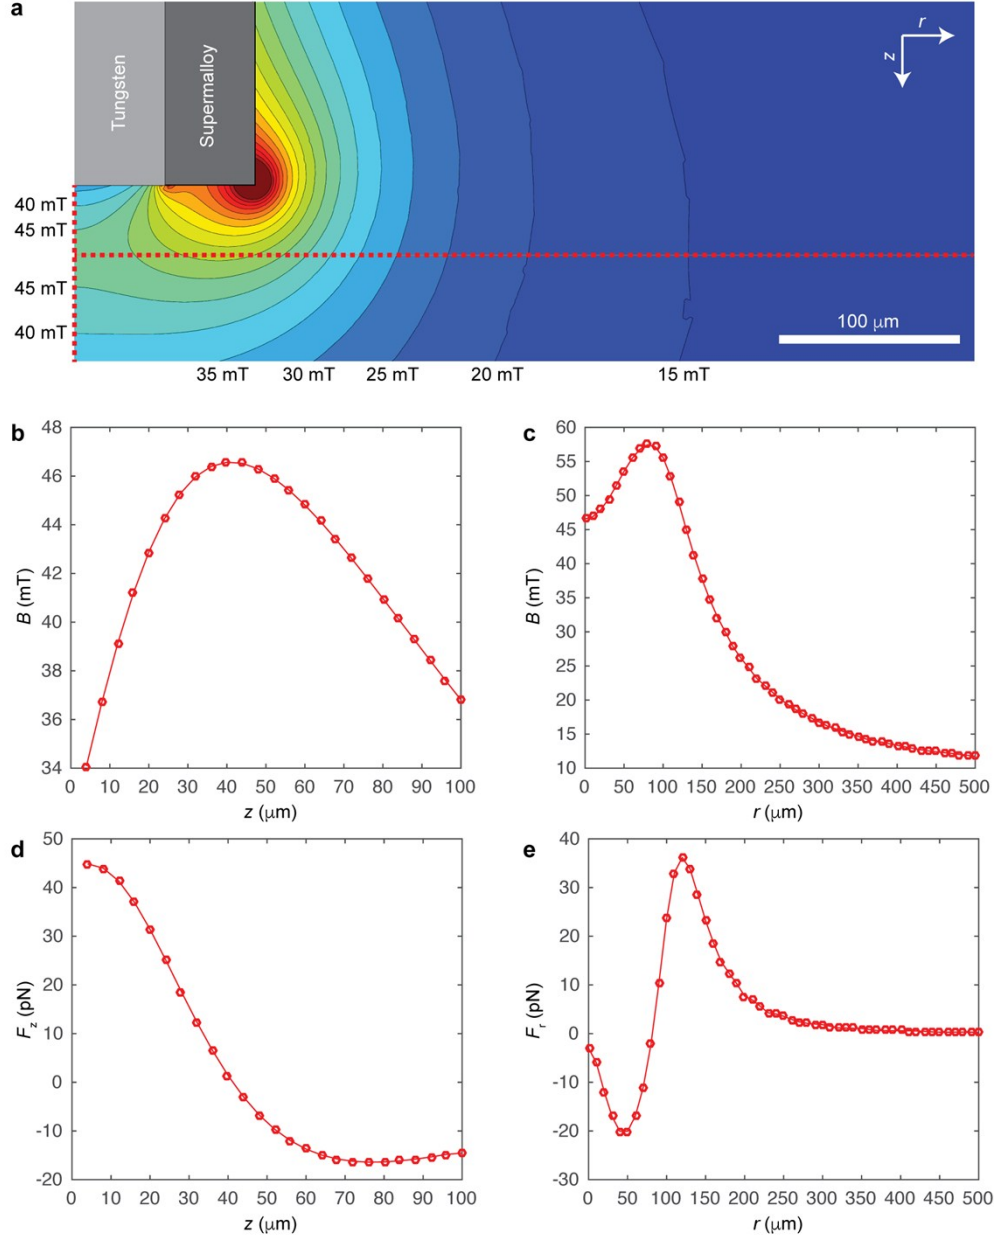 a
Tungsten
Supermalloy
r
z
40 mT
45 mT
45 mT
40 mT
100 μm
35 mT 30 mT 25 mT 20 mT 15 mT
b
48
46
44
42
40
38
36
34
B (mT)
0 10 20 30 40 50 60 70 80 90 100
z (μm)
c
60
55
50
45
40
35
30
25
20
15
10
B (mT)
0 50 100 150 200 250 300 350 400 450 500
r (μm)
d
50
40
30
20
10
0
-10
-20
Fz (pN)
0 10 20 30 40 50 60 70 80 90 100
z (μm)
e
40
30
20
10
0
-10
-20
-30
Fr (pN)
0 50 100 150 200 250 300 350 400 450 500
r (μm)